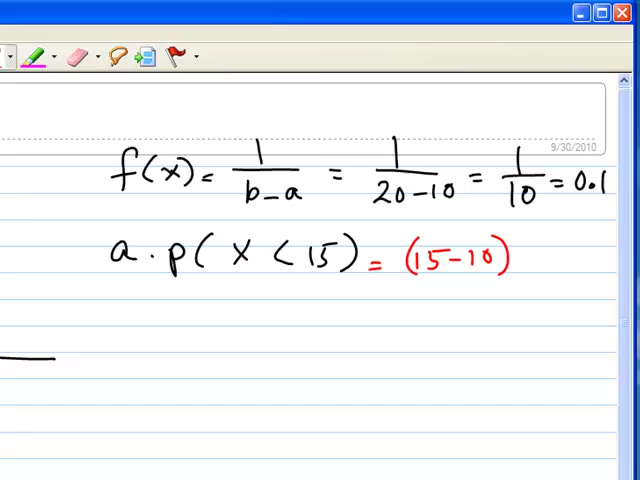 9/30/2010
f(x) = 1/(b-a) = 1/(20-10) = 1/10 = 0.1
a. p(X < 15) = (15-10)